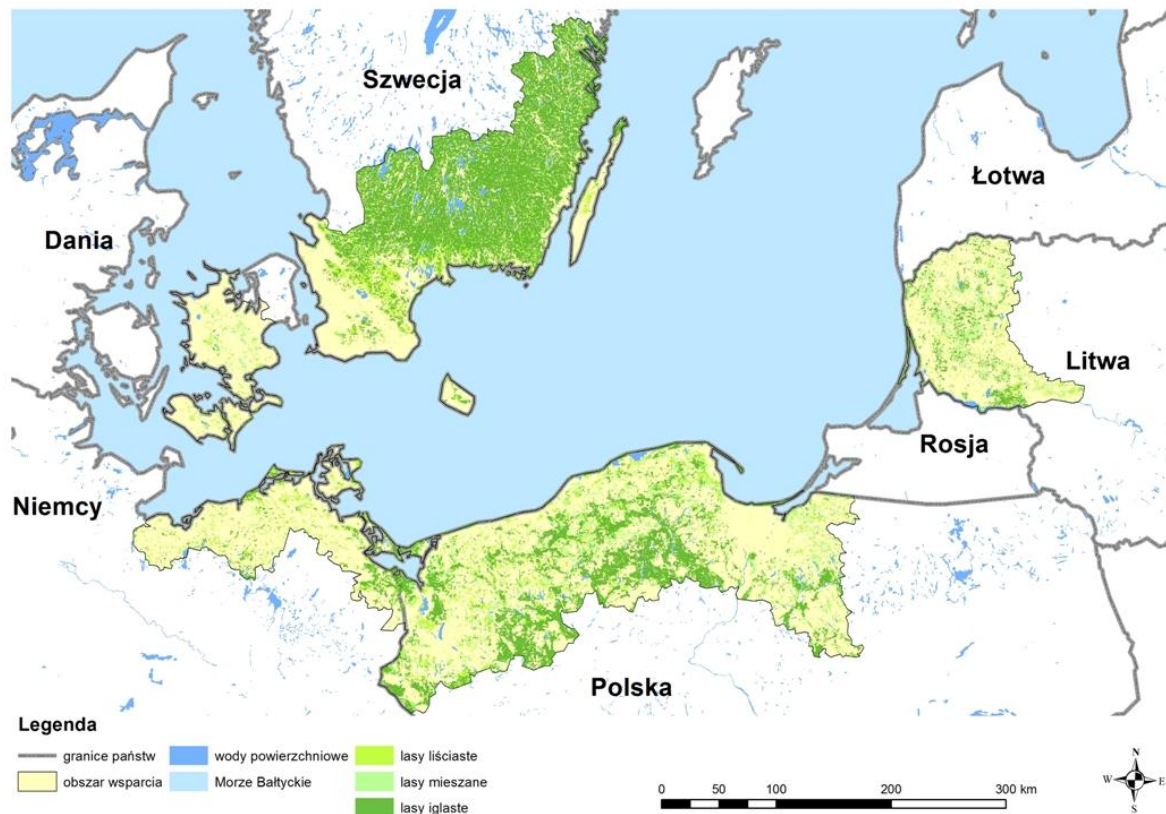 Szwecja
Łotwa
Dania
Litwa
Rosja
Niemcy
Polska
Legenda
granice państw
wody powierzchniowe
lasy liściaste
obszar wsparcia
Morze Bałtyckie
lasy mieszane
lasy iglaste
0 50 100 200 300 km
N
W E
S